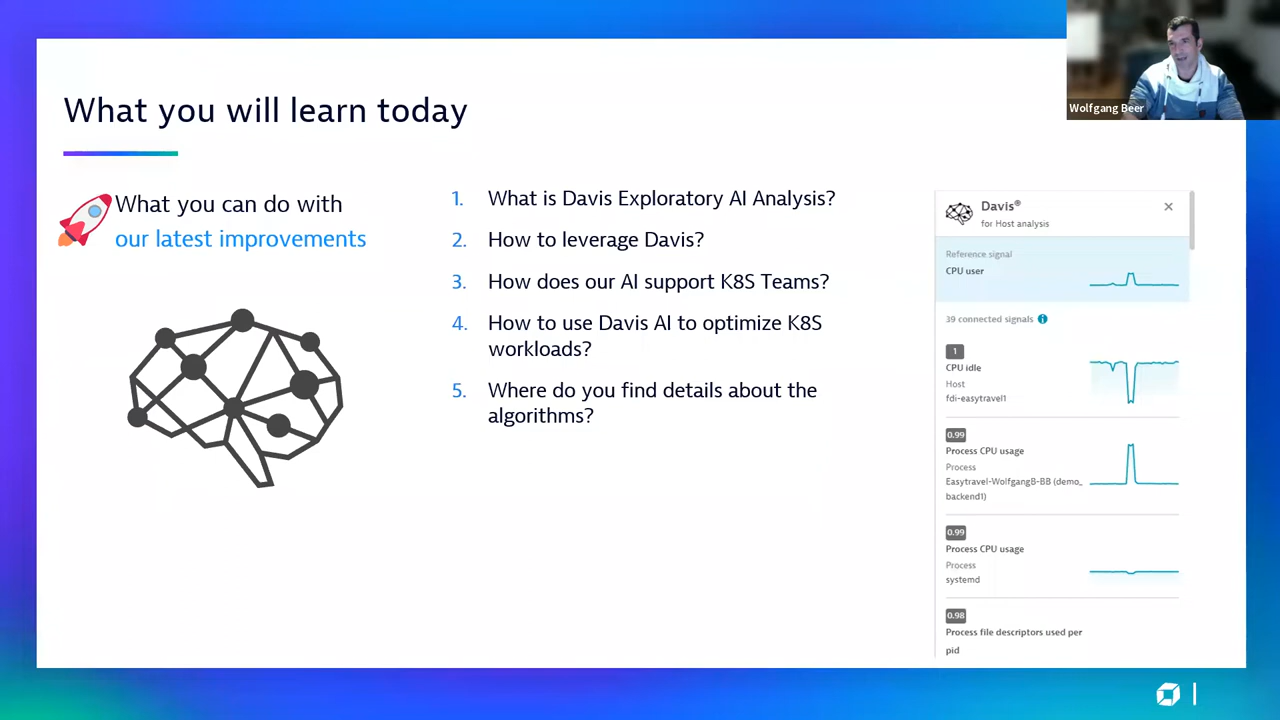 What you will learn today
What you can do with
our latest improvements
1. What is Davis Exploratory AI Analysis?
2. How to leverage Davis?
3. How does our AI support K8S Teams?
4. How to use Davis AI to optimize K8S
workloads?
5. Where do you find details about the
algorithms?
Wolfgang Beer
Davis®
for Host analysis
Reference signal
CPU user
39 connected signals
1
CPU idle
Host
fdi-easytravel1
0.99
Process CPU usage
Process
Easytravel-WolfgangB-BB (demo_
backend1)
0.99
Process CPU usage
Process
systemd
0.98
Process file descriptors used per
pid